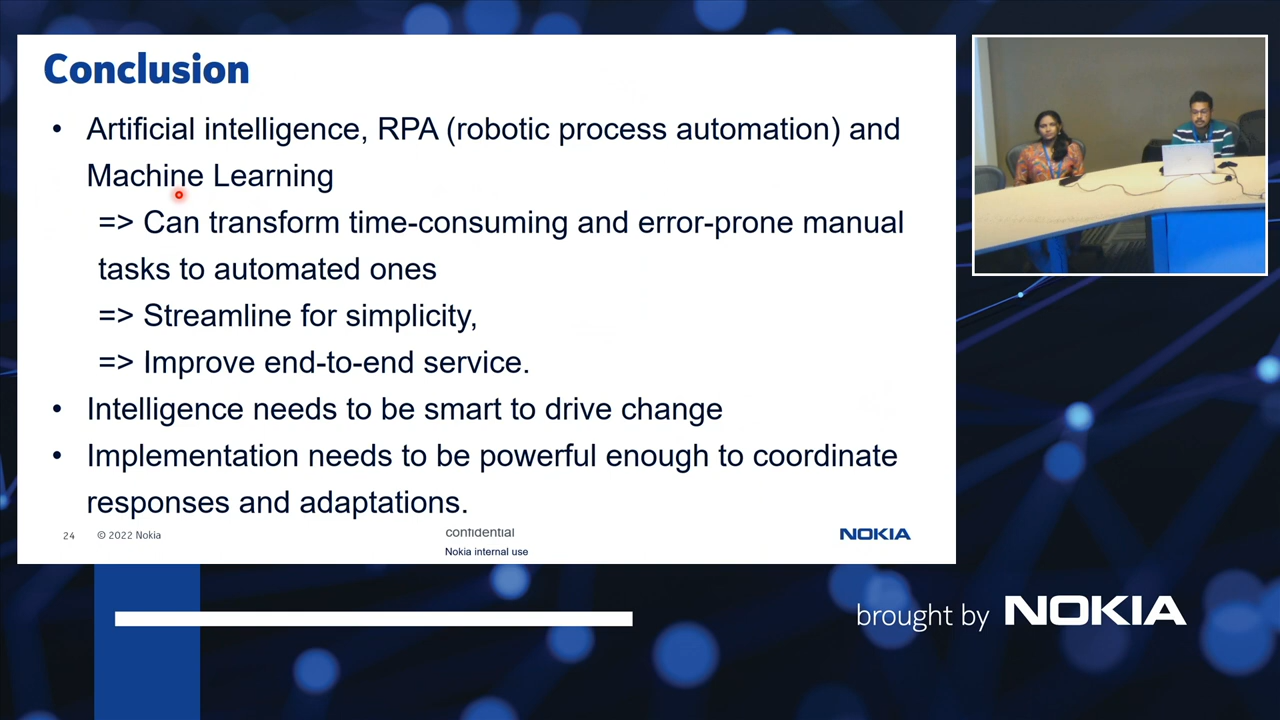 Conclusion
• Artificial intelligence, RPA (robotic process automation) and
Machine Learning
=> Can transform time-consuming and error-prone manual
tasks to automated ones
=> Streamline for simplicity,
=> Improve end-to-end service.
• Intelligence needs to be smart to drive change
• Implementation needs to be powerful enough to coordinate
responses and adaptations.
24 © 2022 Nokia
confidential
Nokia internal use
NOKIA
brought by NOKIA